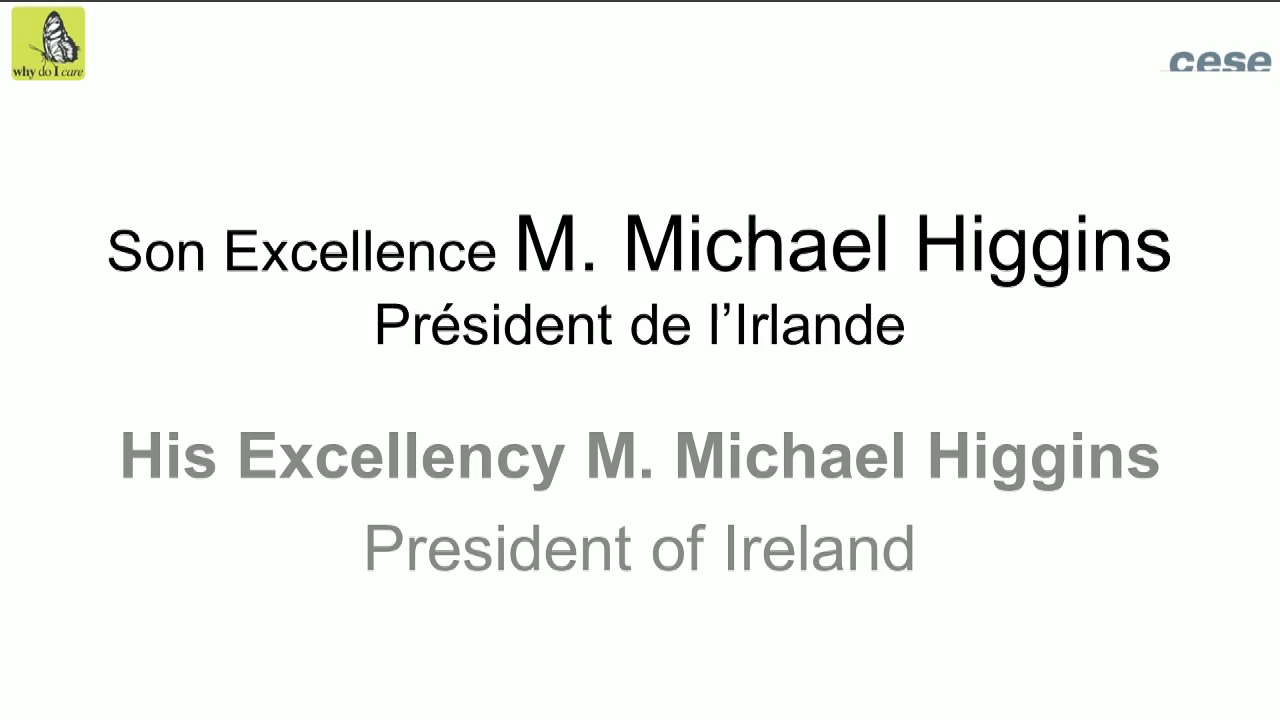 why do I care
cese
Son Excellence M. Michael Higgins
Président de l’Irlande
His Excellency M. Michael Higgins
President of Ireland